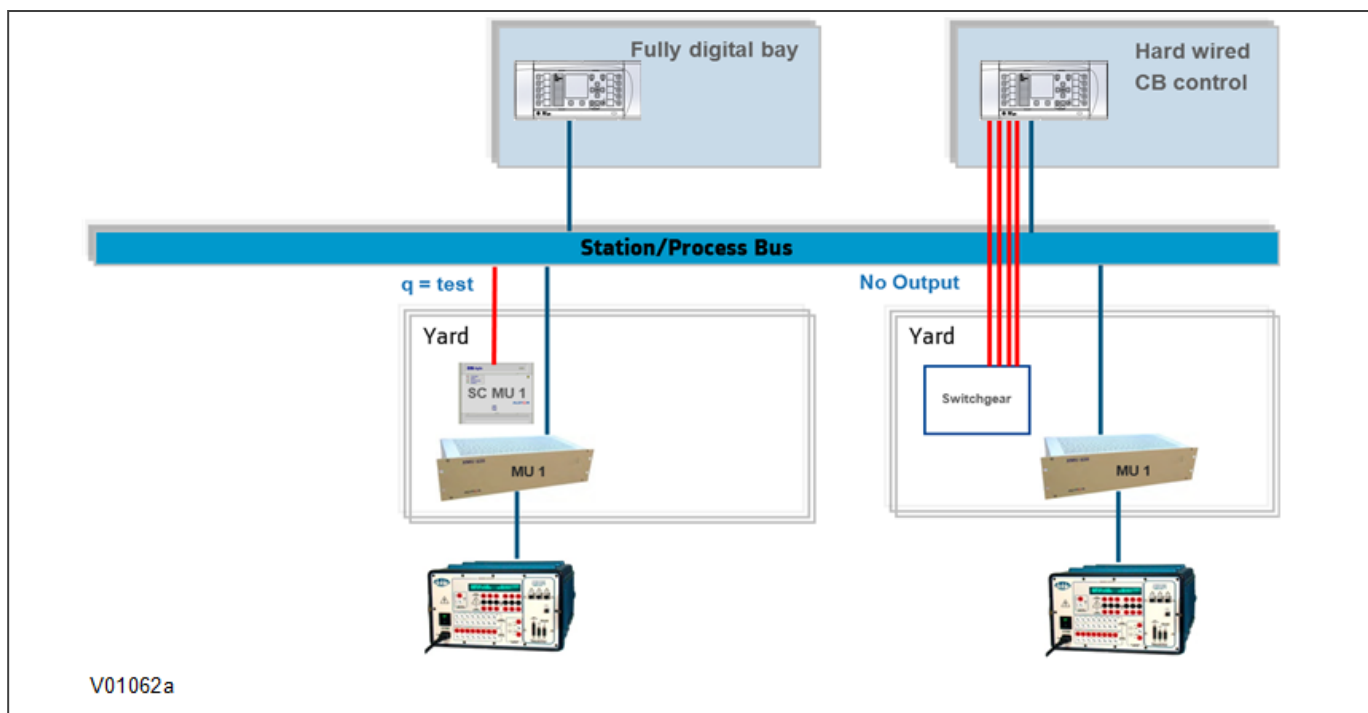 Fully digital bay
Hard wired
CB control
Station/Process Bus
q = test
No Output
Yard
Yard
SC MU 1
Switchgear
MU 1
MU 1
V01062a